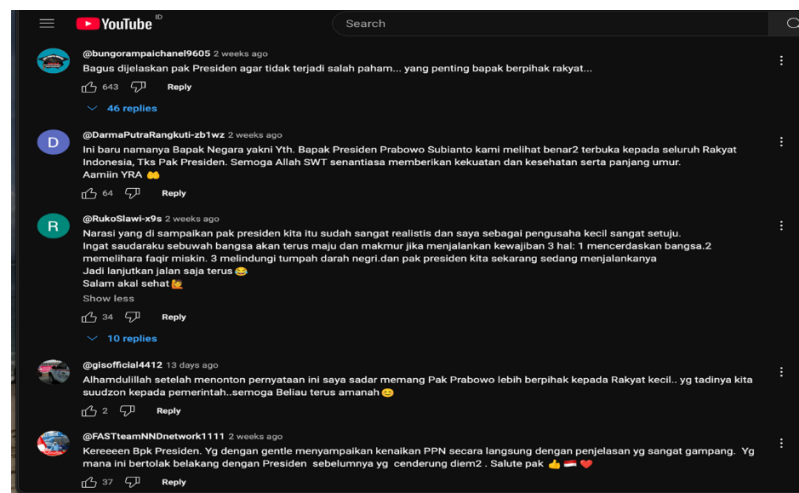 YouTube ID
Search
@bungorampaichanel9605 2 weeks ago
Bagus dijelaskan pak Presiden agar tidak terjadi salah paham... yang penting bapak berpihak rakyat...
643 Reply
46 replies
D
@DarmaPutraRangkuti-zb1wz 2 weeks ago
Ini baru namanya Bapak Negara yakni Yth. Bapak Presiden Prabowo Subianto kami melihat benar2 terbuka kepada seluruh Rakyat
Indonesia, Tks Pak Presiden. Semoga Allah SWT senantiasa memberikan kekuatan dan kesehatan serta panjang umur.
Aamiin YRA 🤲
64 Reply
R
@RukoSlawi-x9s 2 weeks ago
Narasi yang di sampaikan pak presiden kita itu sudah sangat realistis dan saya sebagai pengusaha kecil sangat setuju.
Ingat saudaraku sebuwah bangsa akan terus maju dan makmur jika menjalankan kewajiban 3 hal: 1 mencerdaskan bangsa.2
memelihara faqir miskin. 3 melindungi tumpah darah negri.dan pak presiden kita sekarang sedang menjalankanya
Jadi lanjutkan jalan saja terus 😂
Salam akal sehat 🙋
Show less
34 Reply
10 replies
@gisofficial4412 13 days ago
Alhamdulillah setelah menonton pernyataan ini saya sadar memang Pak Prabowo lebih berpihak kepada Rakyat kecil.. yg tadinya kita
suudzon kepada pemerintah..semoga Beliau terus amanah 😊
2 Reply
@FASTteamNNDnetwork1111 2 weeks ago
Kereeeen Bpk Presiden. Yg dengan gentle menyampaikan kenaikan PPN secara langsung dengan penjelasan yg sangat gampang. Yg
mana ini bertolak belakang dengan Presiden sebelumnya yg cenderung diem2 . Salute pak 👍🇮🇩❤️
37 Reply